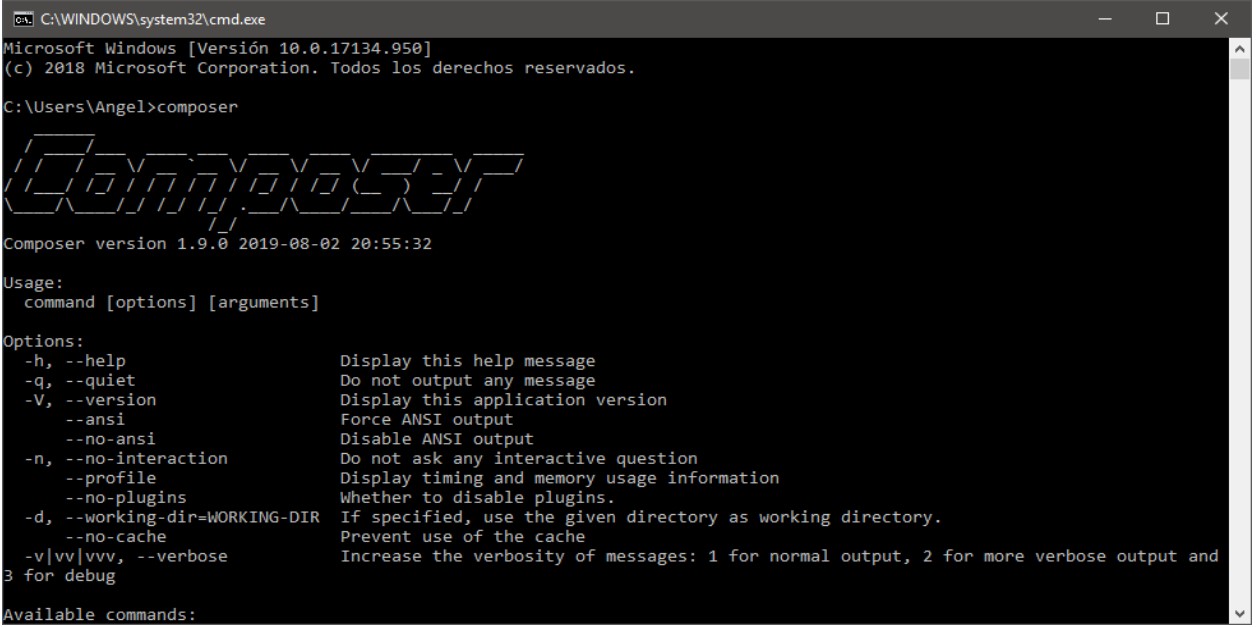 C:\WINDOWS\system32\cmd.exe
Microsoft Windows [Versión 10.0.17134.950]
(c) 2018 Microsoft Corporation. Todos los derechos reservados.
C:\Users\Angel>composer
Composer
Composer version 1.9.0 2019-08-02 20:55:32
Usage:
  command [options] [arguments]
Options:
  -h, --help                     Display this help message
  -q, --quiet                    Do not output any message
  -V, --version                  Display this application version
      --ansi                     Force ANSI output
      --no-ansi                  Disable ANSI output
  -n, --no-interaction           Do not ask any interactive question
      --profile                  Display timing and memory usage information
      --no-plugins               Whether to disable plugins.
  -d, --working-dir=WORKING-DIR  If specified, use the given directory as working directory.
      --no-cache                 Prevent use of the cache
  -v|vv|vvv, --verbose           Increase the verbosity of messages: 1 for normal output, 2 for more verbose output and
3 for debug
Available commands: